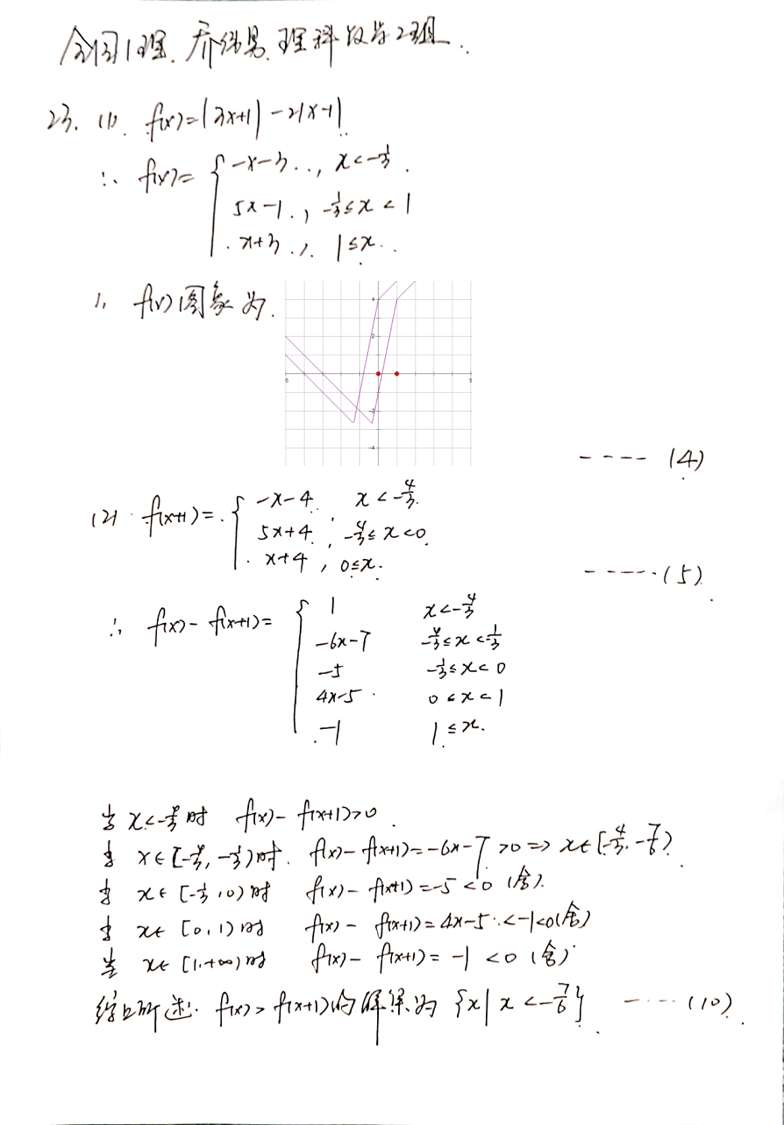 全国1理. 乔伟易. 理科数学2班.
23. (1). f(x)=|3x+1|-2|x-1|
∴ f(x)= { -x-3 .., x<-1/3 .
5x-1 ., -1/3≤x<1
. x+3 ., 1≤x. .
1, f(x)图象为.
---- (4)
(2) f(x+1)= { -x-4 , x<-4/3.
5x+4 , -4/3≤x<0.
x+4 , 0≤x.
----.(5)
∴ f(x)-f(x+1)= { 1 x<-4/3
-6x-7 -4/3≤x<-1/3
-5 -1/3≤x<0
4x-5 . 0≤x<1
. -1 1≤x.
当 x<-4/3时 f(x)-f(x+1)>0 .
当 x∈[-4/3, -1/3)时. f(x)-f(x+1)=-6x-7>0 => x∈[-4/3, -7/6).
当 x∈[-1/3, 0)时 f(x)-f(x+1)=-5<0 (舍).
当 x∈[0, 1)时 f(x)-f(x+1)=4x-5.<-1<0(舍)
当 x∈[1,+∞)时 f(x)-f(x+1)=-1<0 (舍)
综上所述: f(x)>f(x+1)的解集为 {x|x<-7/6} ---- (10)